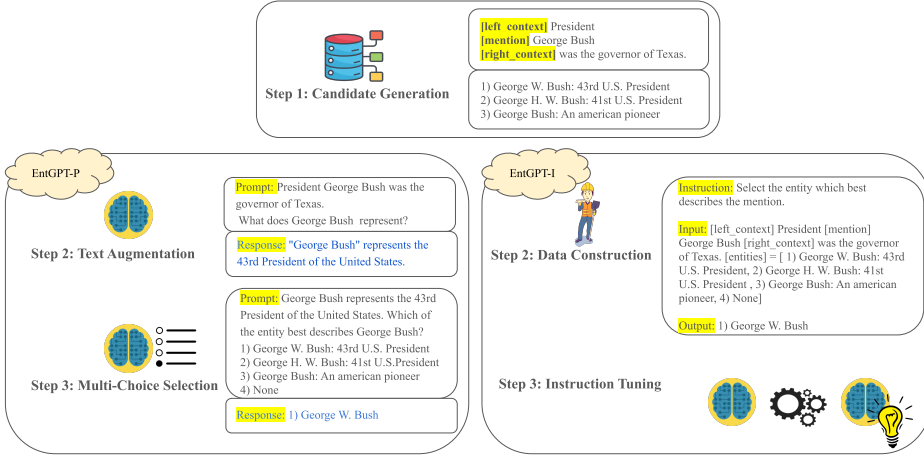 [left_context] President
[mention] George Bush
[right_context] was the governor of Texas.
Step 1: Candidate Generation
1) George W. Bush: 43rd U.S. President
2) George H. W. Bush: 41st U.S. President
3) George Bush: An american pioneer
EntGPT-P
Prompt: President George Bush was the
governor of Texas.
What does George Bush represent?
Step 2: Text Augmentation
Response: "George Bush" represents the
43rd President of the United States.
Prompt: George Bush represents the 43rd
President of the United States. Which of
the entity best describes George Bush?
1) George W. Bush: 43rd U.S. President
2) George H. W. Bush: 41st U.S.President
3) George Bush: An american pioneer
4) None
Step 3: Multi-Choice Selection
Response: 1) George W. Bush
EntGPT-I
Step 2: Data Construction
Instruction: Select the entity which best
describes the mention.
Input: [left_context] President [mention]
George Bush [right_context] was the governor
of Texas. [entities] = [ 1) George W. Bush: 43rd
U.S. President, 2) George H. W. Bush: 41st
U.S. President , 3) George Bush: An american
pioneer, 4) None]
Output: 1) George W. Bush
Step 3: Instruction Tuning